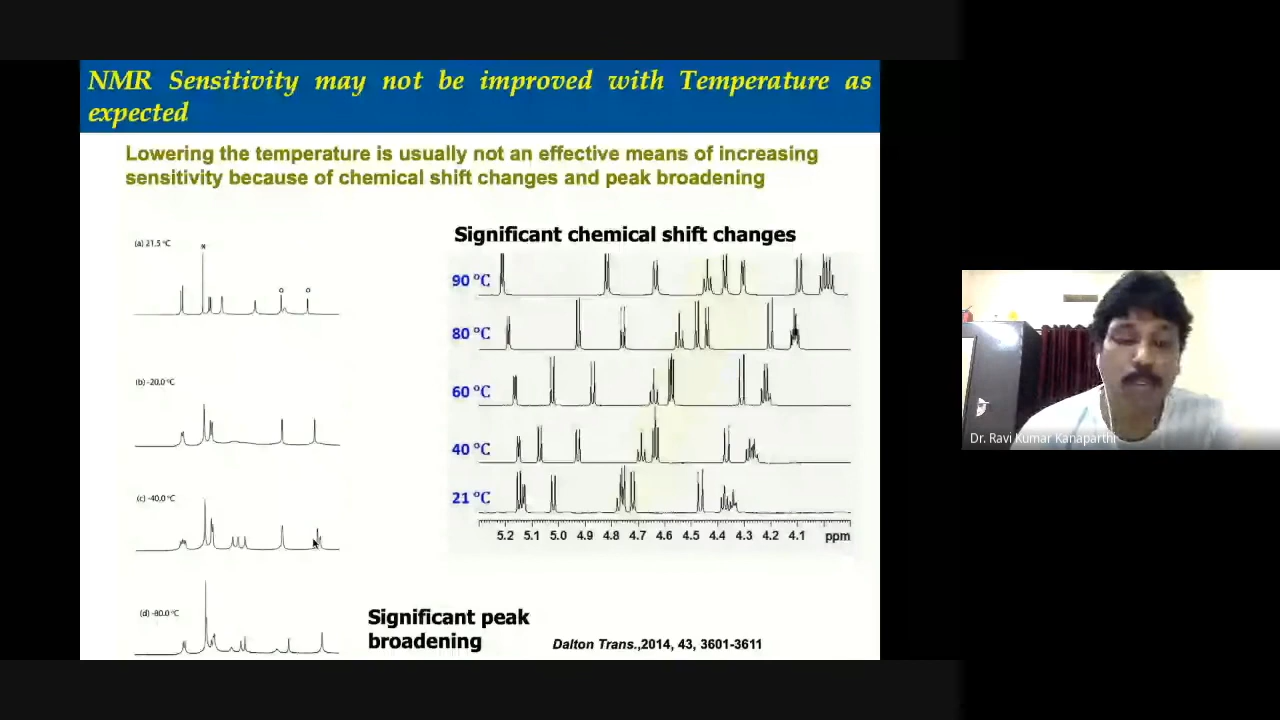 NMR Sensitivity may not be improved with Temperature as
expected
Lowering the temperature is usually not an effective means of increasing
sensitivity because of chemical shift changes and peak broadening
Significant chemical shift changes
(a) 21.5 °C
90 °C
80 °C
(b) -20.0 °C
60 °C
40 °C
(c) -40.0 °C
21 °C
5.2 5.1 5.0 4.9 4.8 4.7 4.6 4.5 4.4 4.3 4.2 4.1 ppm
(d) -80.0 °C
Significant peak
broadening
Dalton Trans.,2014, 43, 3601-3611
Dr. Ravi Kumar Kanaparthi